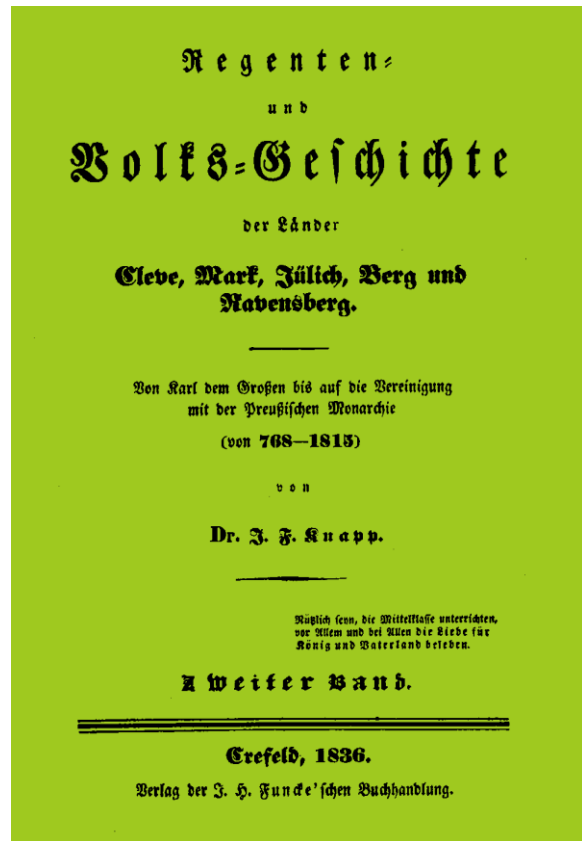 Regenten-
und
Volks-Geschichte
der Länder
Cleve, Mark, Jülich, Berg und
Ravensberg.
Von Karl dem Großen bis auf die Vereinigung
mit der Preußischen Monarchie
(von 768—1815)
von
Dr. J. F. Knapp.
Nützlich seyn, die Mittelklasse unterrichten,
vor Allem und bei Allen die Liebe für
König und Vaterland beleben.
Zweiter Band.
Crefeld, 1836.
Verlag der J. H. Funcke'schen Buchhandlung.